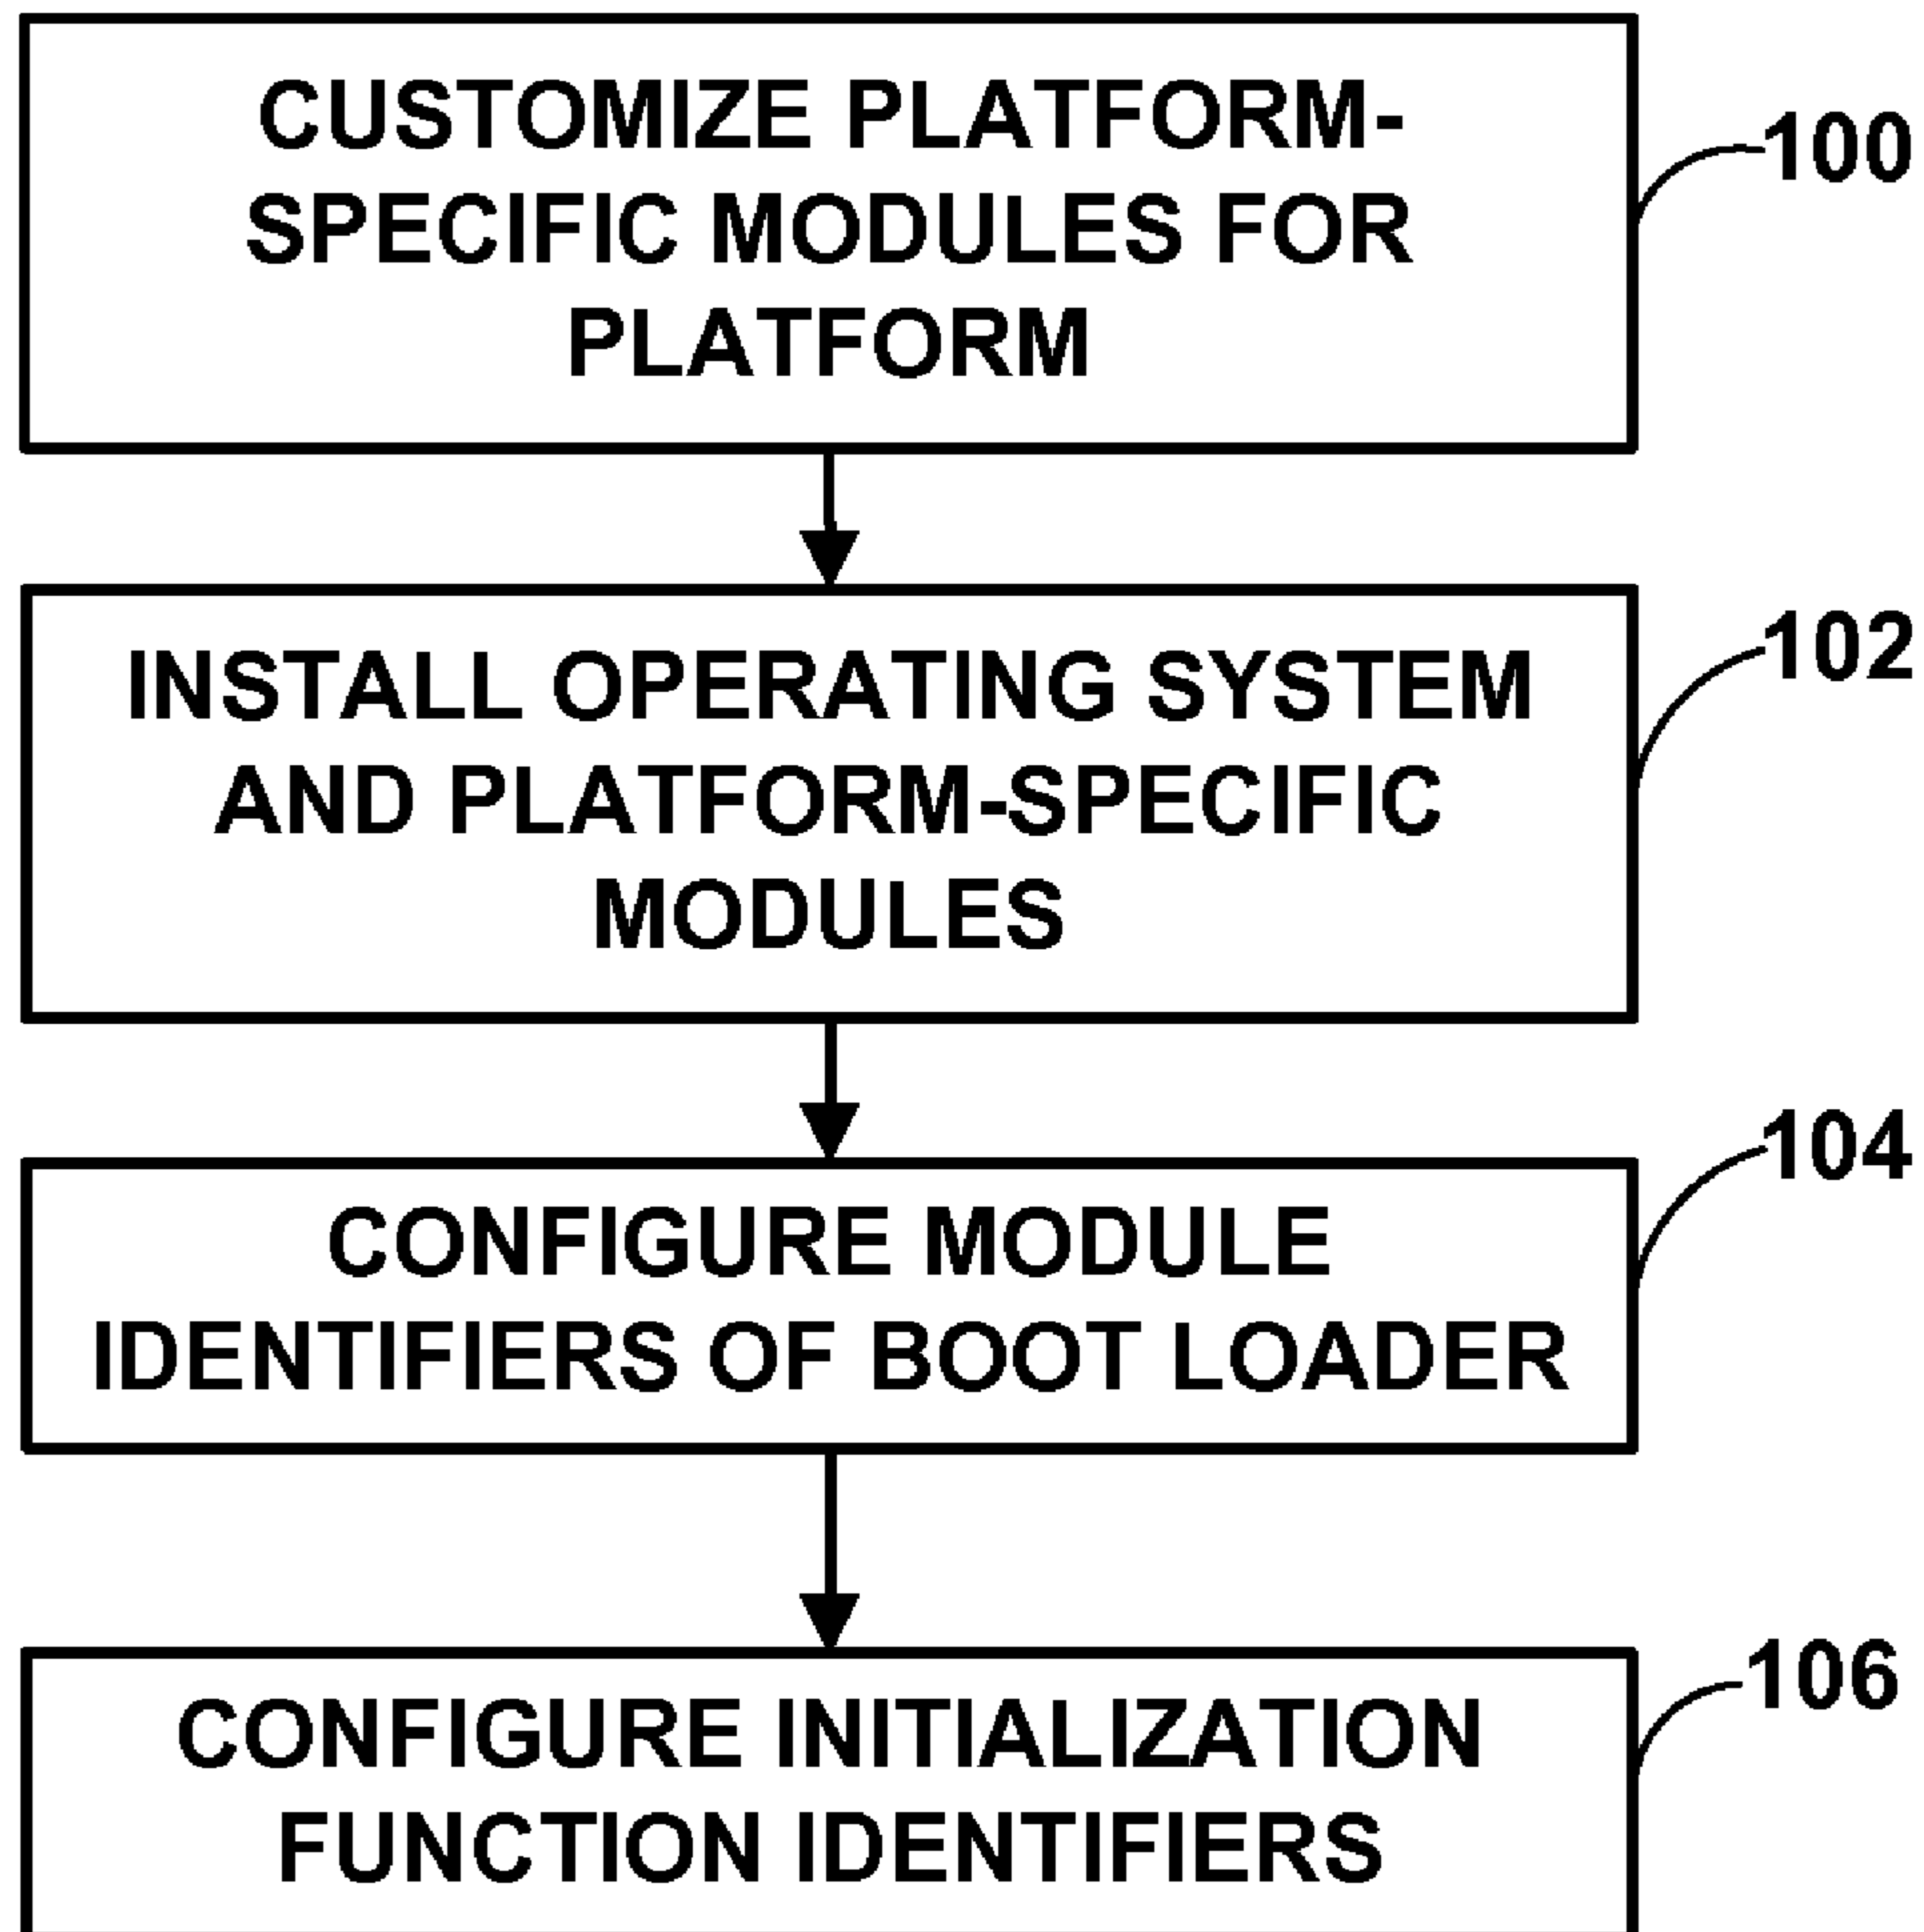 CUSTOMIZE PLATFORM-
SPECIFIC MODULES FOR
PLATFORM
100
INSTALL OPERATING SYSTEM
AND PLATFORM-SPECIFIC
MODULES
102
CONFIGURE MODULE
IDENTIFIERS OF BOOT LOADER
104
CONFIGURE INITIALIZATION
FUNCTION IDENTIFIERS
106